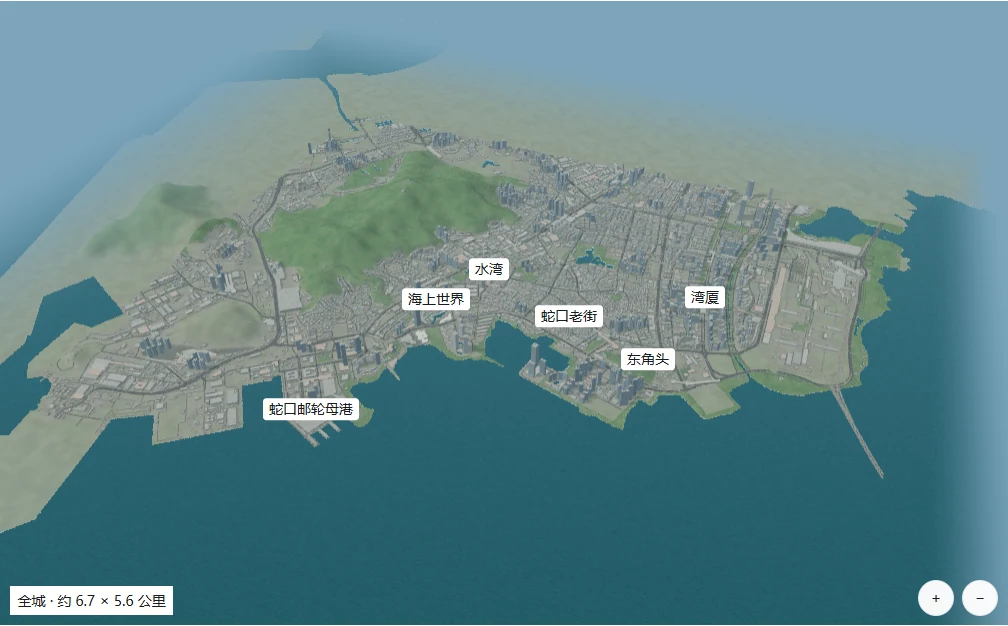 水湾
海上世界
湾厦
蛇口老街
东角头
蛇口邮轮母港
全城 · 约 6.7 × 5.6 公里
+
−